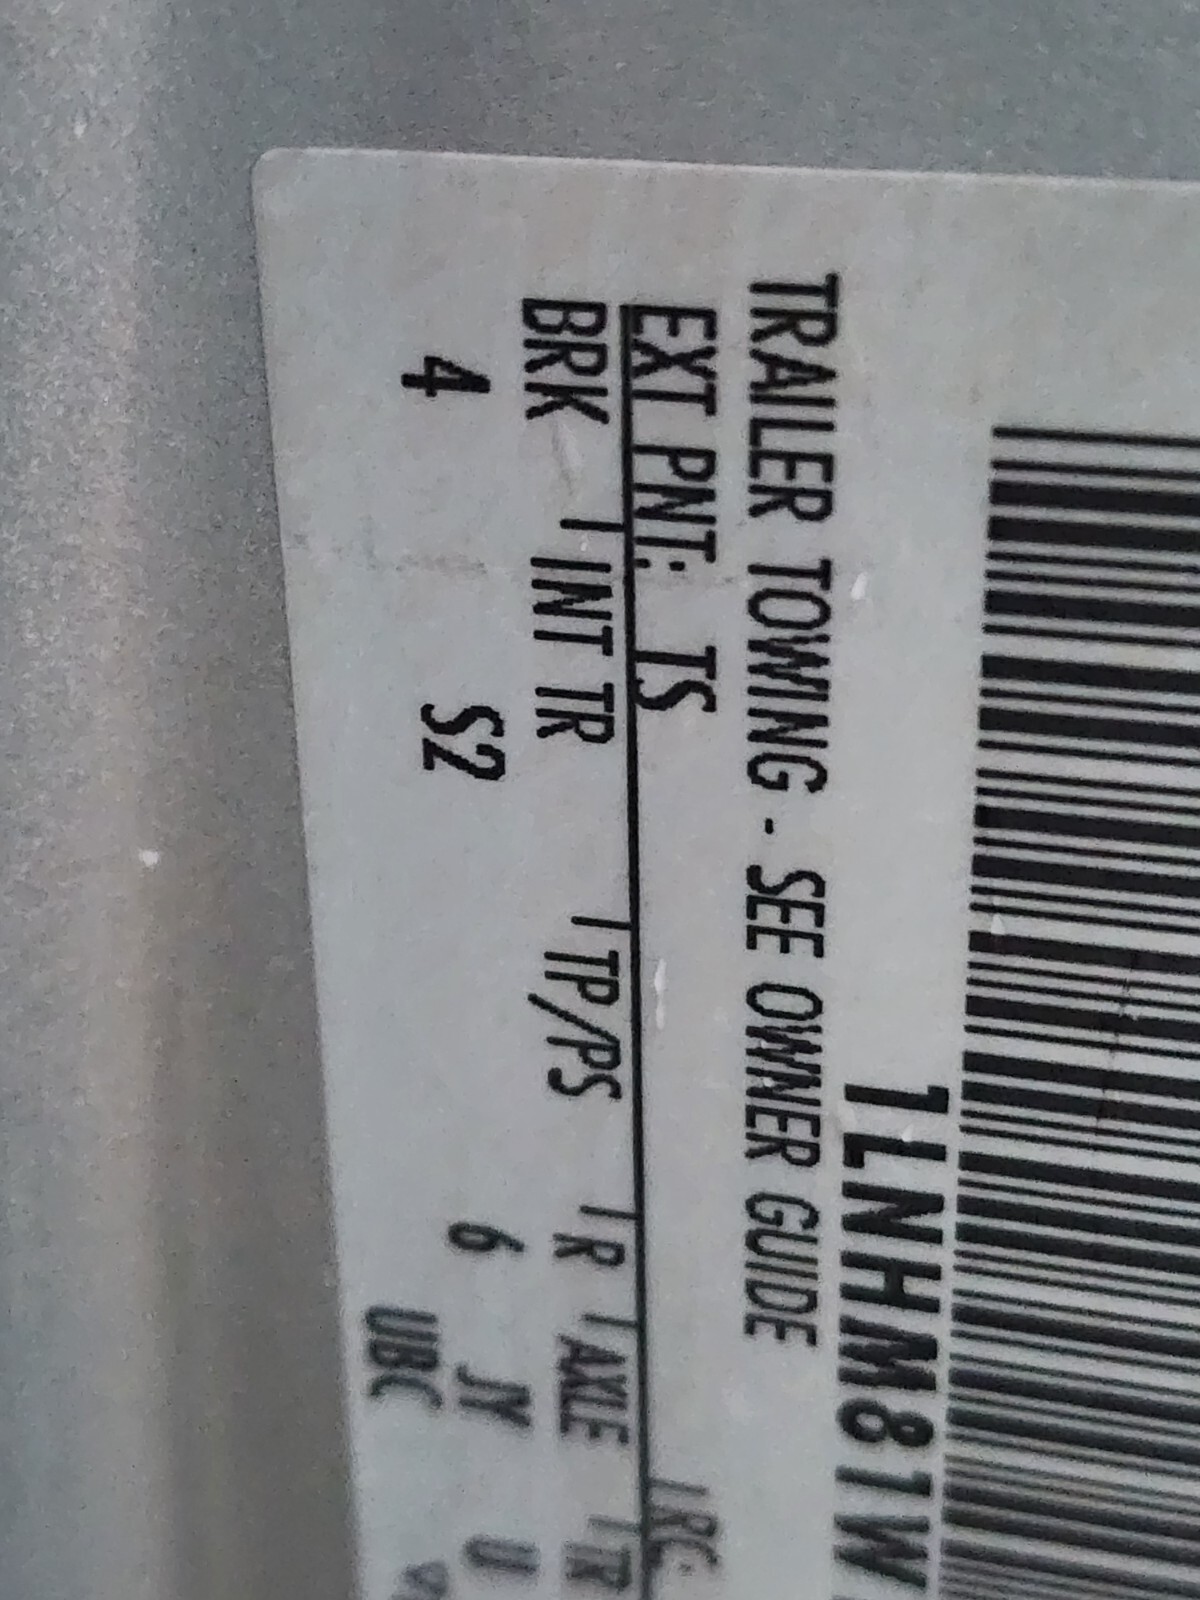 1LNHM81W
TRAILER TOWING - SEE OWNER GUIDE
EXT PNT: TS RC:
BRK INT TR TP/PS R AXLE TR
4 S2 6 JY U
UBC